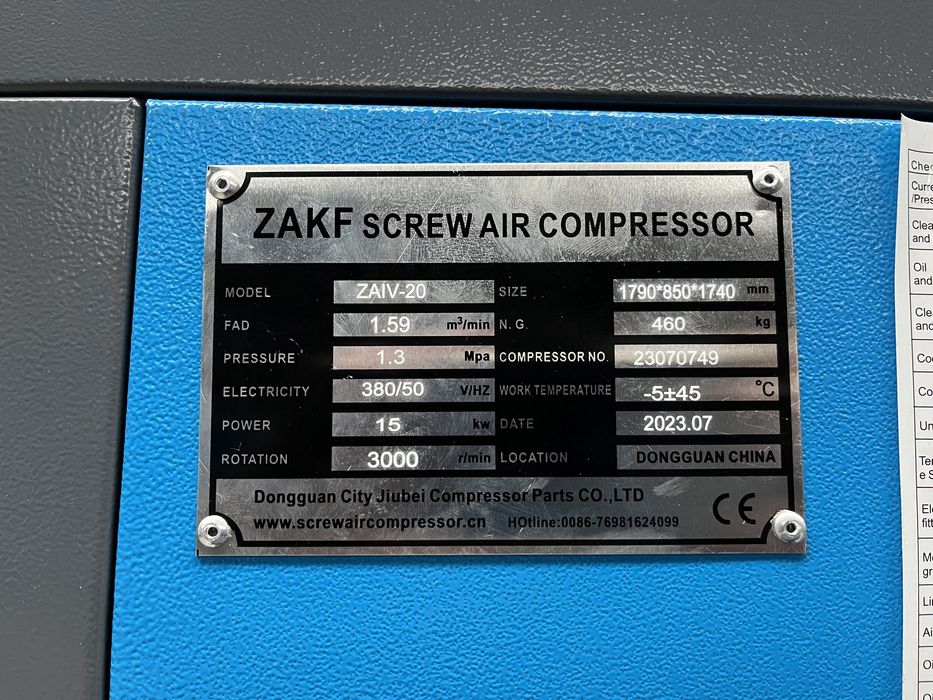 ZAKF SCREW AIR COMPRESSOR
MODEL ZAIV-20 SIZE 1790*850*1740 mm
FAD 1.59 m³/min N.G. 460 kg
PRESSURE 1.3 Mpa COMPRESSOR NO. 23070749
ELECTRICITY 380/50 V/HZ WORK TEMPERATURE -5±45 °C
POWER 15 kw DATE 2023.07
ROTATION 3000 r/min LOCATION DONGGUAN CHINA
Dongguan City Jiubei Compressor Parts CO.,LTD
www.screwaircompressor.cn HOtline:0086-76981624099 CE
Oil
and
and